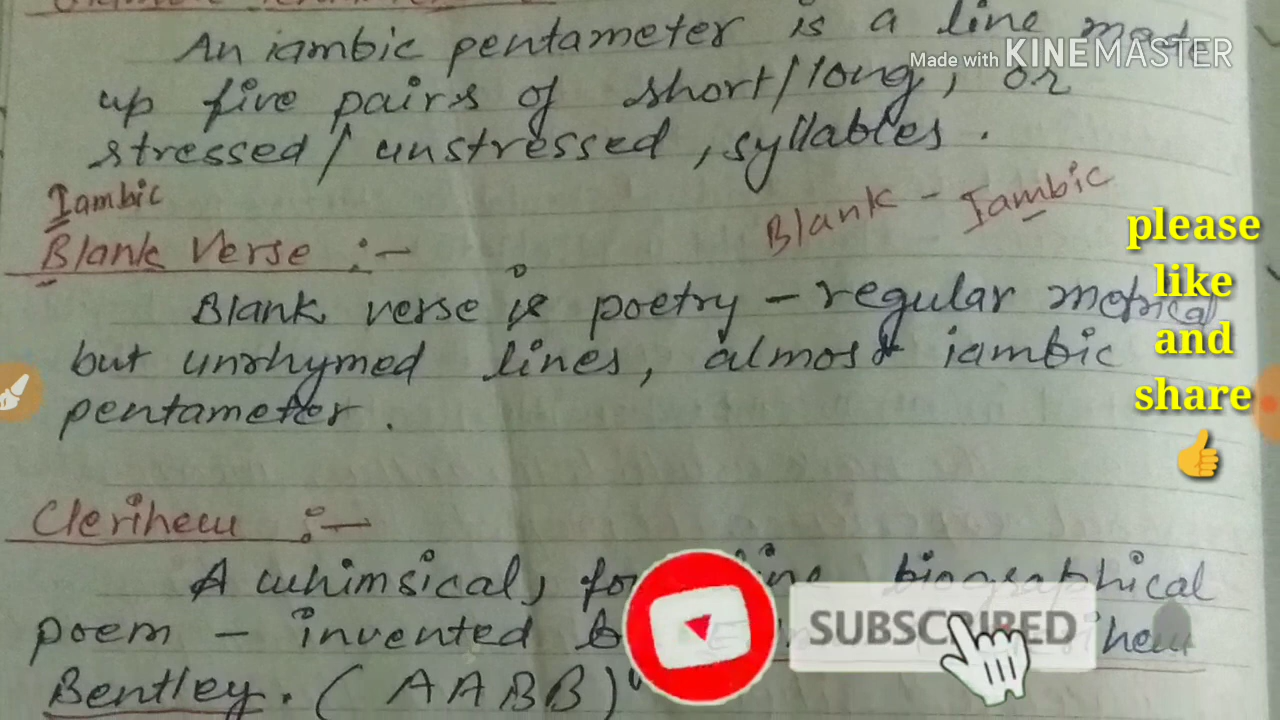 An iambic pentameter is a line made
up five pairs of short/long, or
stressed/unstressed, syllables.
Iambic
Blank - Iambic
Blank Verse :-
Blank verse is poetry - regular metrical
but unrhymed lines, almost iambic
pentameter.
Clerihew :-
A whimsical, biographical
poem - invented
Bentley. (AABB)
Made with KINEMASTER
please
like
and
share
SUBSCRIBED